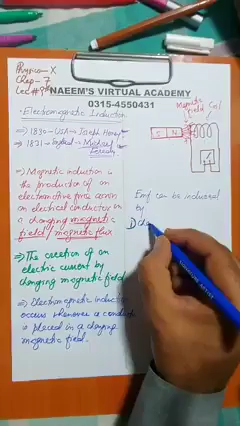 Physics-X
Chap-7
Lec#
NAEEM'S VIRTUAL ACADEMY
0315-4550431
Electromagnetic Induction
⇒ 1830 - USA ⇒ Joseph Henry
⇒ 1831 - England ⇒ Michael
Faraday
Magnetic
field
Coil
S N
⇒ Magnetic induction is
the production of an
electromotive force across
an electrical conductor in
a changing magnetic
field / magnetic flux
⇒ The creation of an
electric current by
changing magnetic field
⇒ Electromagnetic induction
occurs whenever a conductor
is placed in a changing
magnetic field.
Emf can be induced
by